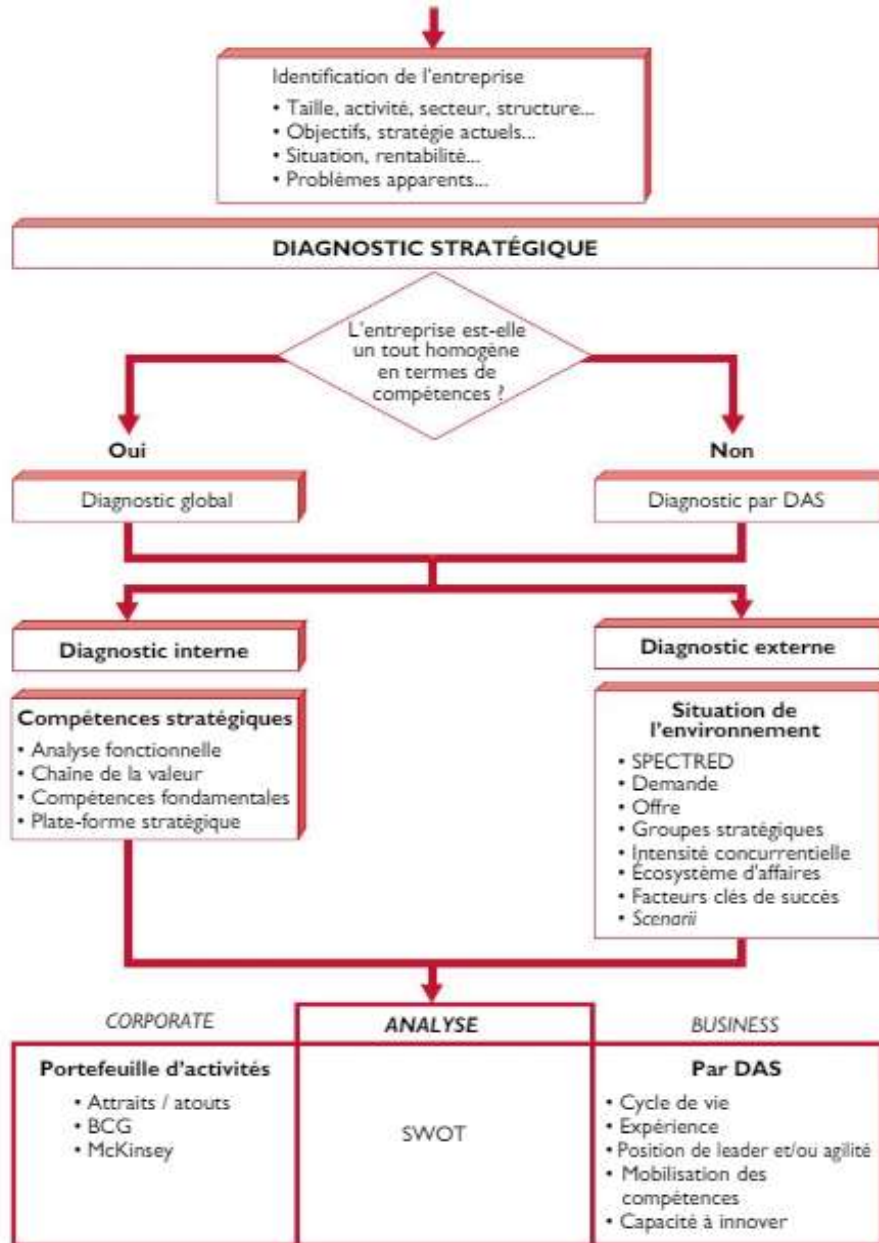 Identification de l'entreprise
• Taille, activité, secteur, structure...
• Objectifs, stratégie actuels...
• Situation, rentabilité...
• Problèmes apparents...
DIAGNOSTIC STRATÉGIQUE
L'entreprise est-elle
un tout homogène
en termes de
compétences ?
Oui
Non
Diagnostic global
Diagnostic par DAS
Diagnostic interne
Diagnostic externe
Compétences stratégiques
• Analyse fonctionnelle
• Chaîne de la valeur
• Compétences fondamentales
• Plate-forme stratégique
Situation de
l'environnement
• SPECTRED
• Demande
• Offre
• Groupes stratégiques
• Intensité concurrentielle
• Écosystème d'affaires
• Facteurs clés de succès
• Scenarii
CORPORATE
ANALYSE
BUSINESS
Portefeuille d'activités
• Attraits / atouts
• BCG
• McKinsey
SWOT
Par DAS
• Cycle de vie
• Expérience
• Position de leader et/ou agilité
• Mobilisation des
compétences
• Capacité à innover